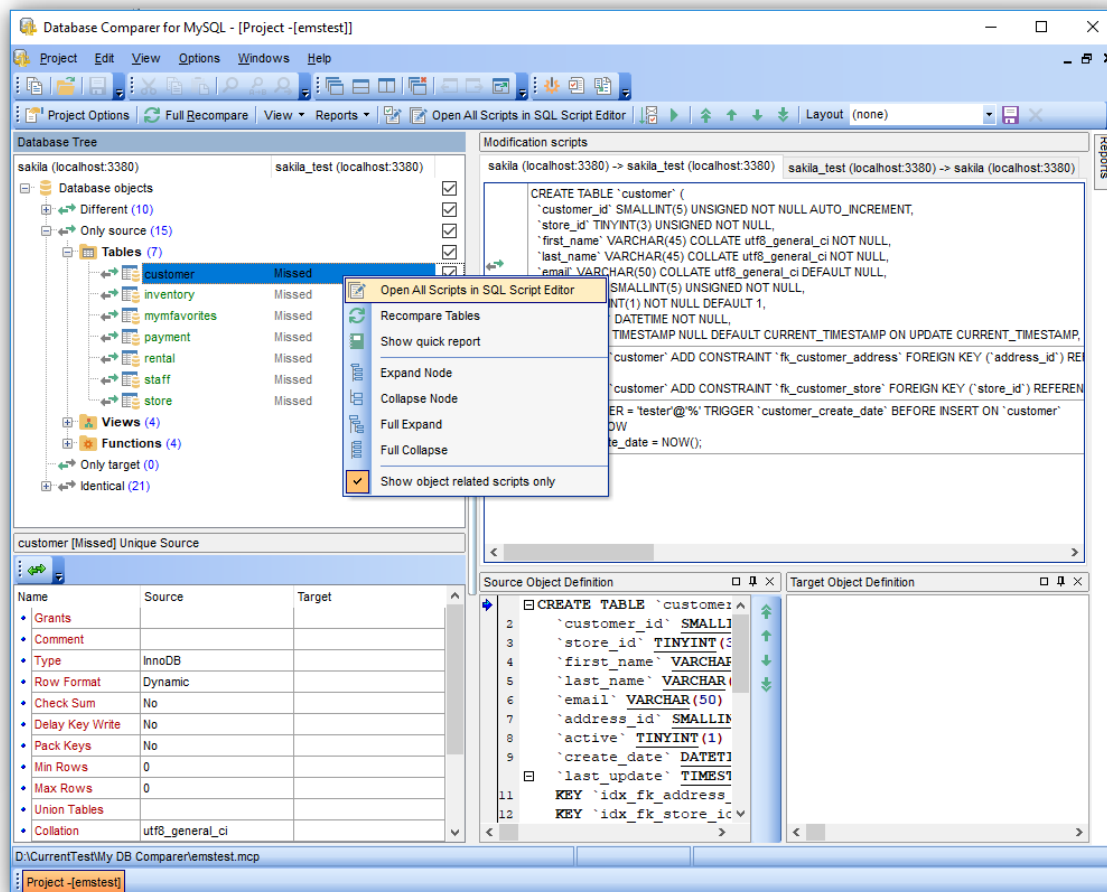 Database Comparer for MySQL - [Project -[emstest]]
Project Edit View Options Windows Help
Project Options Full Recompare View Reports Open All Scripts in SQL Script Editor Layout (none)
Database Tree
sakila (localhost:3380) sakila_test (localhost:3380)
Database objects
Different (10)
Only source (15)
Tables (7)
customer Missed
inventory Missed
mymfavorites Missed
payment Missed
rental Missed
staff Missed
store Missed
Views (4)
Functions (4)
Only target (0)
Identical (21)
Open All Scripts in SQL Script Editor
Recompare Tables
Show quick report
Expand Node
Collapse Node
Full Expand
Full Collapse
Show object related scripts only
Modification scripts
sakila (localhost:3380) -> sakila_test (localhost:3380) sakila_test (localhost:3380) -> sakila (localhost:3380)
Reports
CREATE TABLE `customer` (
`customer_id` SMALLINT(5) UNSIGNED NOT NULL AUTO_INCREMENT,
`store_id` TINYINT(3) UNSIGNED NOT NULL,
`first_name` VARCHAR(45) COLLATE utf8_general_ci NOT NULL,
`last_name` VARCHAR(45) COLLATE utf8_general_ci NOT NULL,
`email` VARCHAR(50) COLLATE utf8_general_ci DEFAULT NULL,
SMALLINT(5) UNSIGNED NOT NULL,
INT(1) NOT NULL DEFAULT 1,
DATETIME NOT NULL,
TIMESTAMP NULL DEFAULT CURRENT_TIMESTAMP ON UPDATE CURRENT_TIMESTAMP,
`customer` ADD CONSTRAINT `fk_customer_address` FOREIGN KEY (`address_id`) REI
`customer` ADD CONSTRAINT `fk_customer_store` FOREIGN KEY (`store_id`) REFEREN
ER = 'tester'@'%' TRIGGER `customer_create_date` BEFORE INSERT ON `customer`
OW
te_date = NOW();
customer [Missed] Unique Source
Name Source Target
Grants
Comment
Type InnoDB
Row Format Dynamic
Check Sum No
Delay Key Write No
Pack Keys No
Min Rows 0
Max Rows 0
Union Tables
Collation utf8_general_ci
Source Object Definition
CREATE TABLE `customer
2 `customer_id` SMALLI
3 `store_id` TINYINT(3
4 `first_name` VARCHAR
5 `last_name` VARCHAR(
6 `email` VARCHAR(50)
7 `address_id` SMALLIN
8 `active` TINYINT(1)
9 `create_date` DATETI
`last_update` TIMEST
11 KEY `idx_fk_address_
12 KEY `idx_fk_store_id
Target Object Definition
D:\CurrentTest\My DB Comparer\emstest.mcp
Project -[emstest]